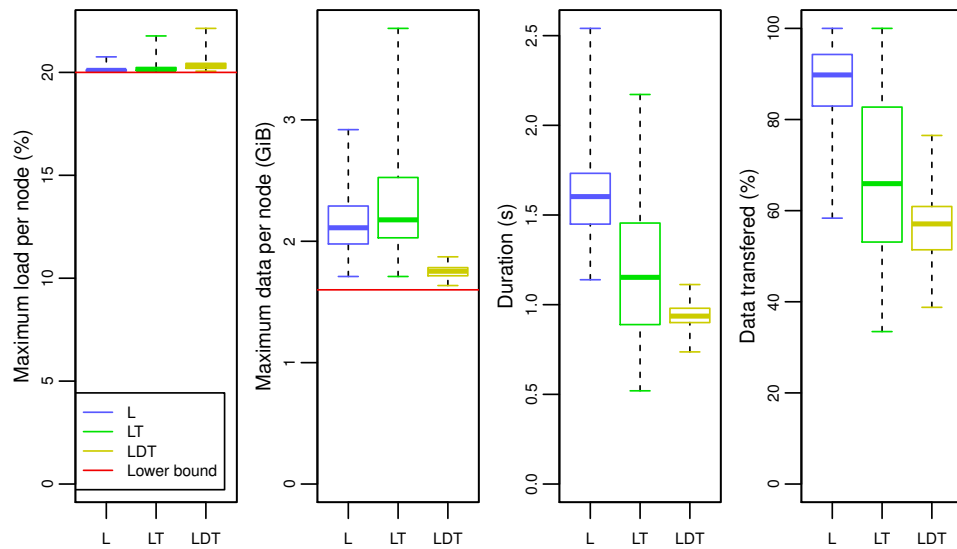 Maximum load per node (%)
0
5
10
15
20
L
LT
LDT
Lower bound
L LT LDT
Maximum data per node (GiB)
0
1
2
3
L LT LDT
Duration (s)
0.0
0.5
1.0
1.5
2.0
2.5
L LT LDT
Data transfered (%)
0
20
40
60
80
100
L LT LDT